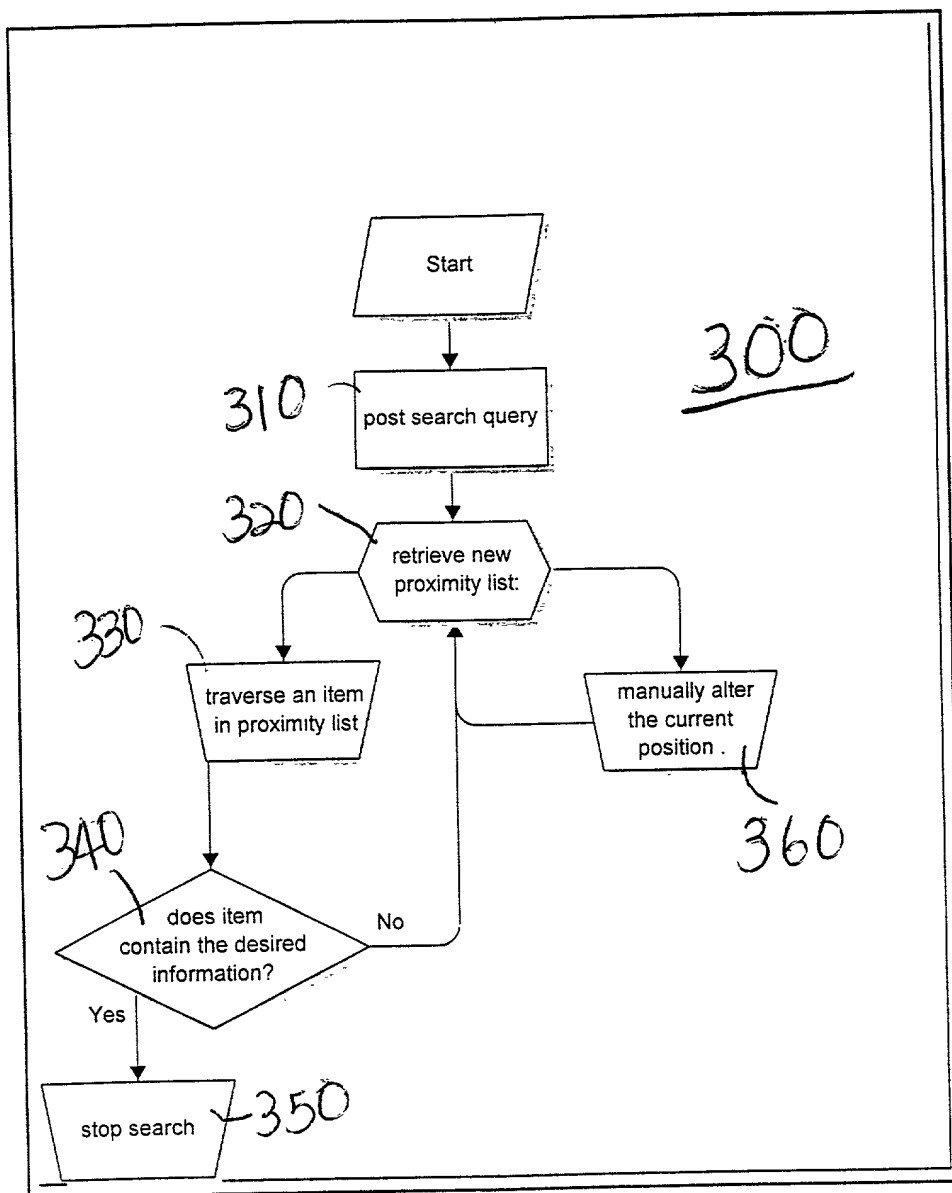 Start
300
310
post search query
320
retrieve new
proximity list:
330
traverse an item
in proximity list
manually alter
the current
position .
360
340
does item
contain the desired
information?
No
Yes
stop search
350